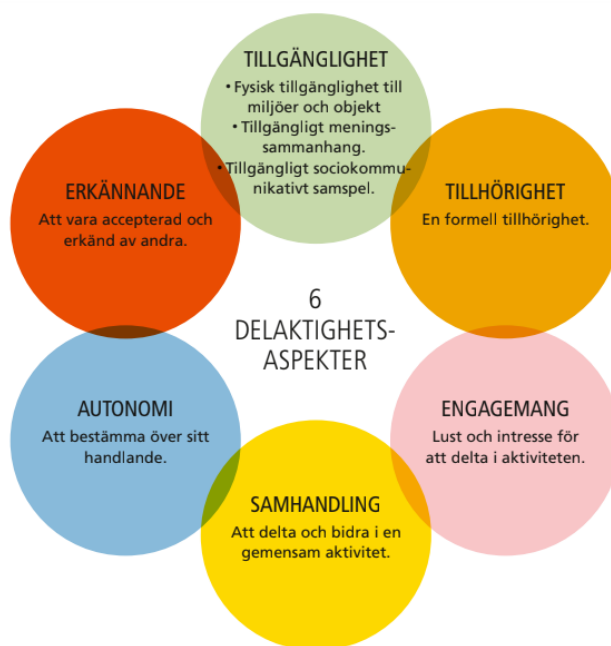 TILLGÄNGLIGHET
• Fysisk tillgänglighet till
miljöer och objekt
• Tillgängligt menings-
sammanhang.
• Tillgängligt sociokommu-
nikativt samspel.
ERKÄNNANDE
Att vara accepterad och
erkänd av andra.
TILLHÖRIGHET
En formell tillhörighet.
6
DELAKTIGHETS-
ASPEKTER
AUTONOMI
Att bestämma över sitt
handlande.
ENGAGEMANG
Lust och intresse för
att delta i aktiviteten.
SAMHANDLING
Att delta och bidra i en
gemensam aktivitet.